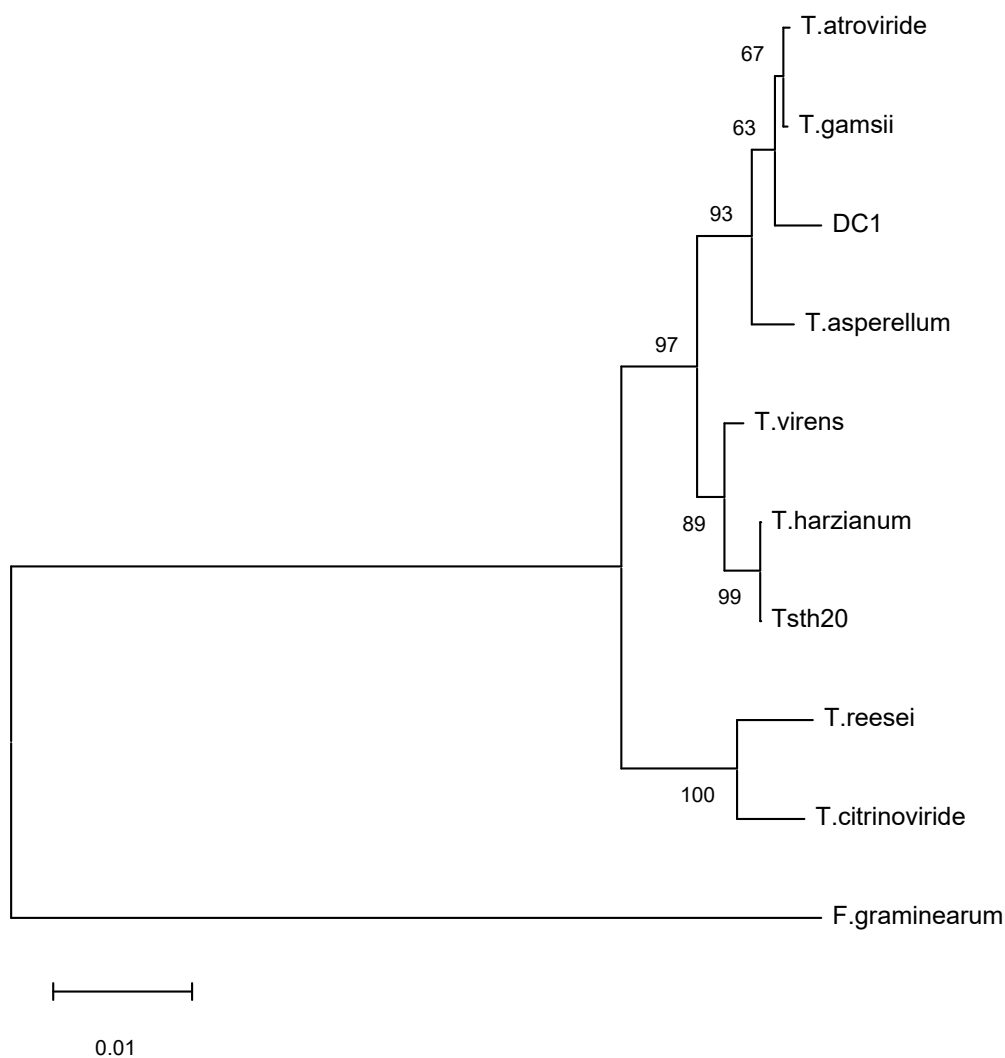 T.atroviride
67
T.gamsii
63
DC1
93
T.asperellum
97
T.virens
89
T.harzianum
99
Tsth20
T.reesei
100
T.citrinoviride
F.graminearum
0.01